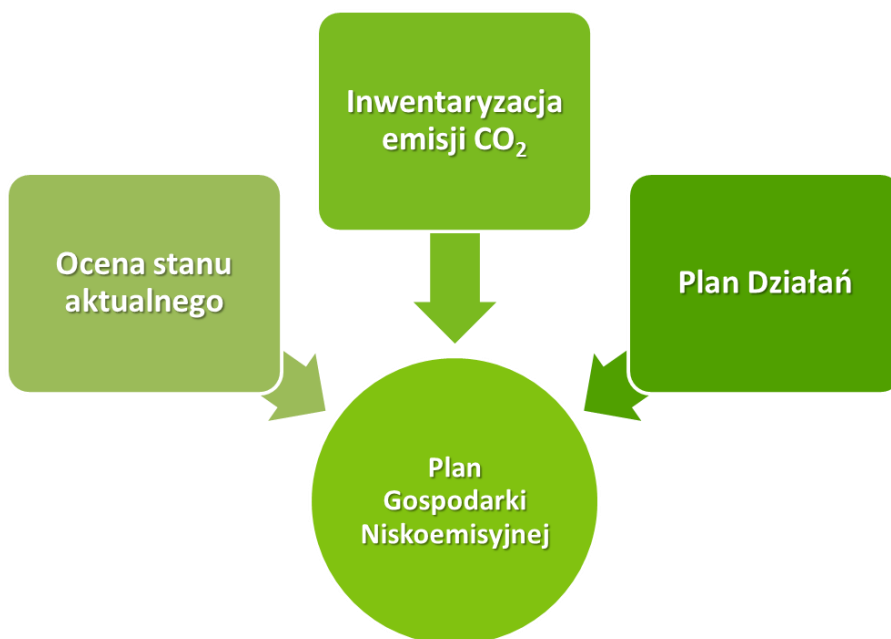 Inwentaryzacja
emisji CO₂
Ocena stanu
aktualnego
Plan Działań
Plan
Gospodarki
Niskoemisyjnej